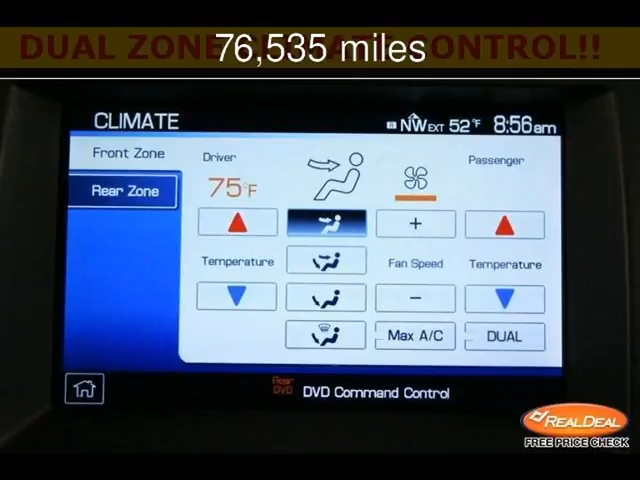 DUAL ZONE CLIMATE CONTROL!!
76,535 miles
CLIMATE
NW EXT 52°F 8:56am
Front Zone
Driver
Passenger
Rear Zone
75°F
+
Temperature
Fan Speed
Temperature
−
Max A/C
DUAL
Rear DVD
DVD Command Control
REALDEAL
FREE PRICE CHECK